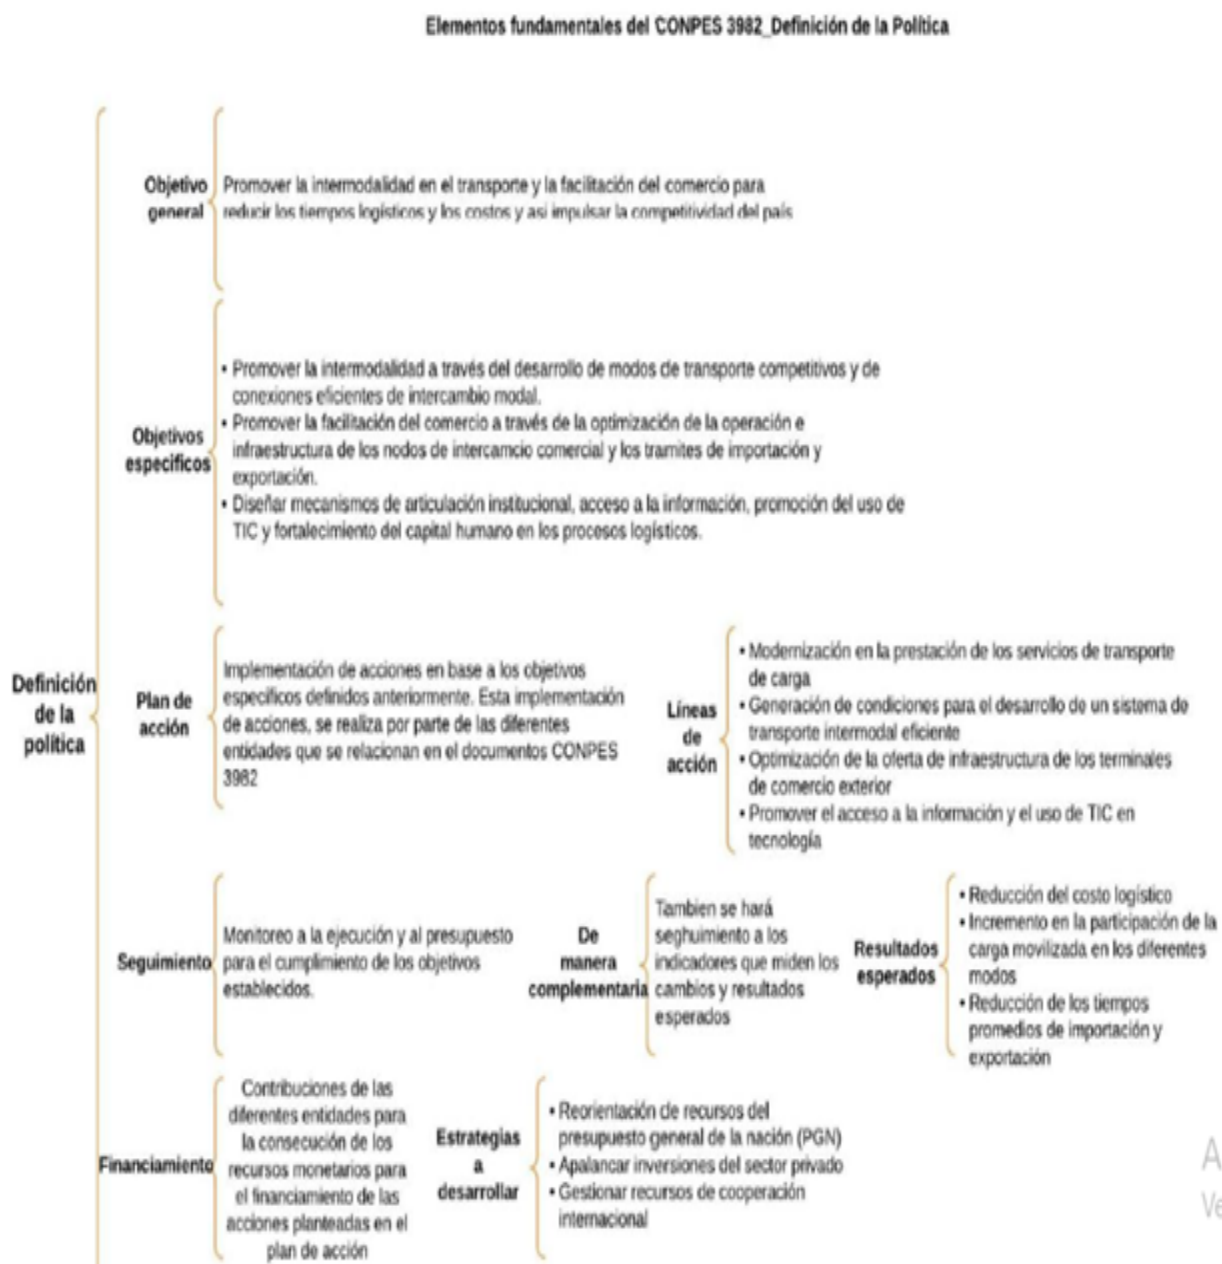 Elementos fundamentales del CONPES 3982_Definición de la Política
Objetivo
general
Promover la intermodalidad en el transporte y la facilitación del comercio para
reducir los tiempos logísticos y los costos y asi impulsar la competitividad del país
Objetivos
especificos
• Promover la intermodalidad a través del desarrollo de modos de transporte competitivos y de
conexiones eficientes de intercambio modal.
• Promover la facilitación del comercio a través de la optimización de la operación e
infraestructura de los nodos de intercamcio comercial y los tramites de importación y
exportación.
• Diseñar mecanismos de articulación institucional, acceso a la información, promoción del uso de
TIC y fortalecimiento del capital humano en los procesos logísticos.
Definición
de la
política
Plan de
acción
Implementación de acciones en base a los objetivos
especificos definidos anteriormente. Esta implementación
de acciones, se realiza por parte de las diferentes
entidades que se relacionan en el documentos CONPES
3982
Líneas
de
acción
• Modernización en la prestación de los servicios de transporte
de carga
• Generación de condiciones para el desarrollo de un sistema de
transporte intermodal eficiente
• Optimización de la oferta de infraestructura de los terminales
de comercio exterior
• Promover el acceso a la información y el uso de TIC en
tecnología
Seguimiento
Monitoreo a la ejecución y al presupuesto
para el cumplimiento de los objetivos
establecidos.
De
manera
complementaria
Tambien se hará
seghuimiento a los
indicadores que miden los
cambios y resultados
esperados
Resultados
esperados
• Reducción del costo logístico
• Incremento en la participación de la
carga movilizada en los diferentes
modos
• Reducción de los tiempos
promedios de importación y
exportación
Financiamiento
Contribuciones de las
diferentes entidades para
la consecución de los
recursos monetarios para
el financiamiento de las
acciones planteadas en el
plan de acción
Estrategias
a
desarrollar
• Reorientación de recursos del
presupuesto general de la nación (PGN)
• Apalancar inversiones del sector privado
• Gestionar recursos de cooperación
internacional
A
Ve